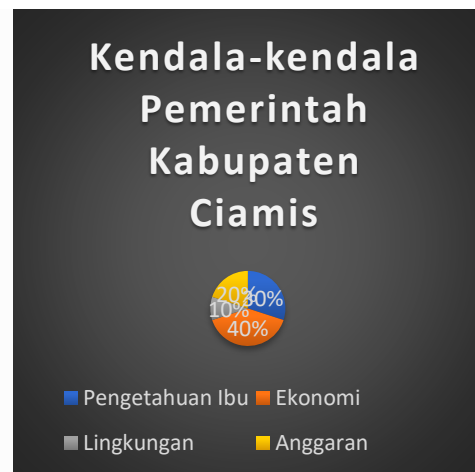 Kendala-kendala
Pemerintah
Kabupaten
Ciamis
20% 30%
10%
40%
Pengetahuan Ibu Ekonomi
Lingkungan Anggaran